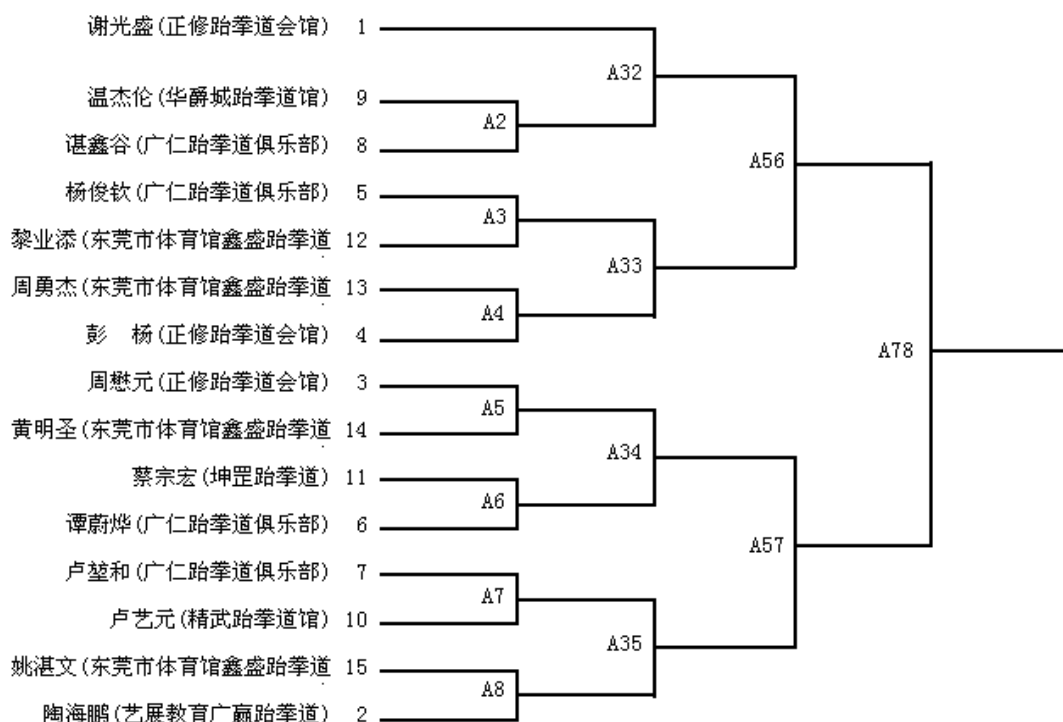 谢光盛(正修跆拳道会馆) 1
A32
温杰伦(华爵城跆拳道馆) 9
A2
谌鑫谷(广仁跆拳道俱乐部) 8
A56
杨俊钦(广仁跆拳道俱乐部) 5
A3
黎业添(东莞市体育馆鑫盛跆拳道 12
A33
周勇杰(东莞市体育馆鑫盛跆拳道 13
A4
彭 杨(正修跆拳道会馆) 4
A78
周懋元(正修跆拳道会馆) 3
A5
黄明圣(东莞市体育馆鑫盛跆拳道 14
A34
蔡宗宏(坤罡跆拳道) 11
A6
谭蔚烨(广仁跆拳道俱乐部) 6
A57
卢堃和(广仁跆拳道俱乐部) 7
A7
卢艺元(精武跆拳道馆) 10
A35
姚湛文(东莞市体育馆鑫盛跆拳道 15
A8
陶海鹏(艺展教育广赢跆拳道) 2